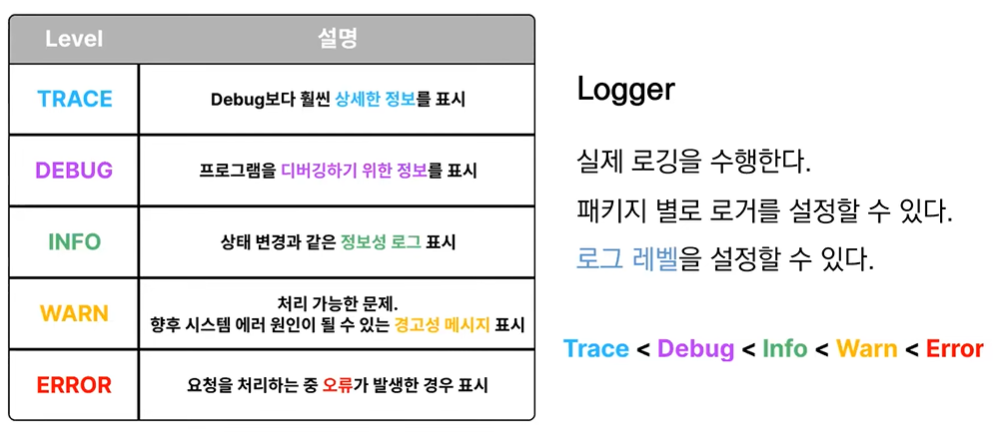 Level 설명
TRACE Debug보다 훨씬 상세한 정보를 표시
DEBUG 프로그램을 디버깅하기 위한 정보를 표시
INFO 상태 변경과 같은 정보성 로그 표시
WARN 처리 가능한 문제.
향후 시스템 에러 원인이 될 수 있는 경고성 메시지 표시
ERROR 요청을 처리하는 중 오류가 발생한 경우 표시
Logger
실제 로깅을 수행한다.
패키지 별로 로거를 설정할 수 있다.
로그 레벨을 설정할 수 있다.
Trace < Debug < Info < Warn < Error